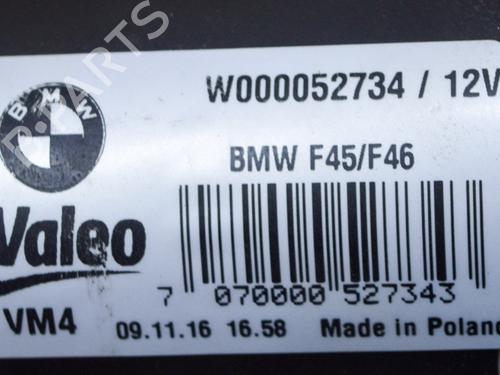 W000052734 / 12V
BMW
BMW F45/F46
Valeo
7 070000 527343
VM4
09.11.16 16.58 Made in Poland